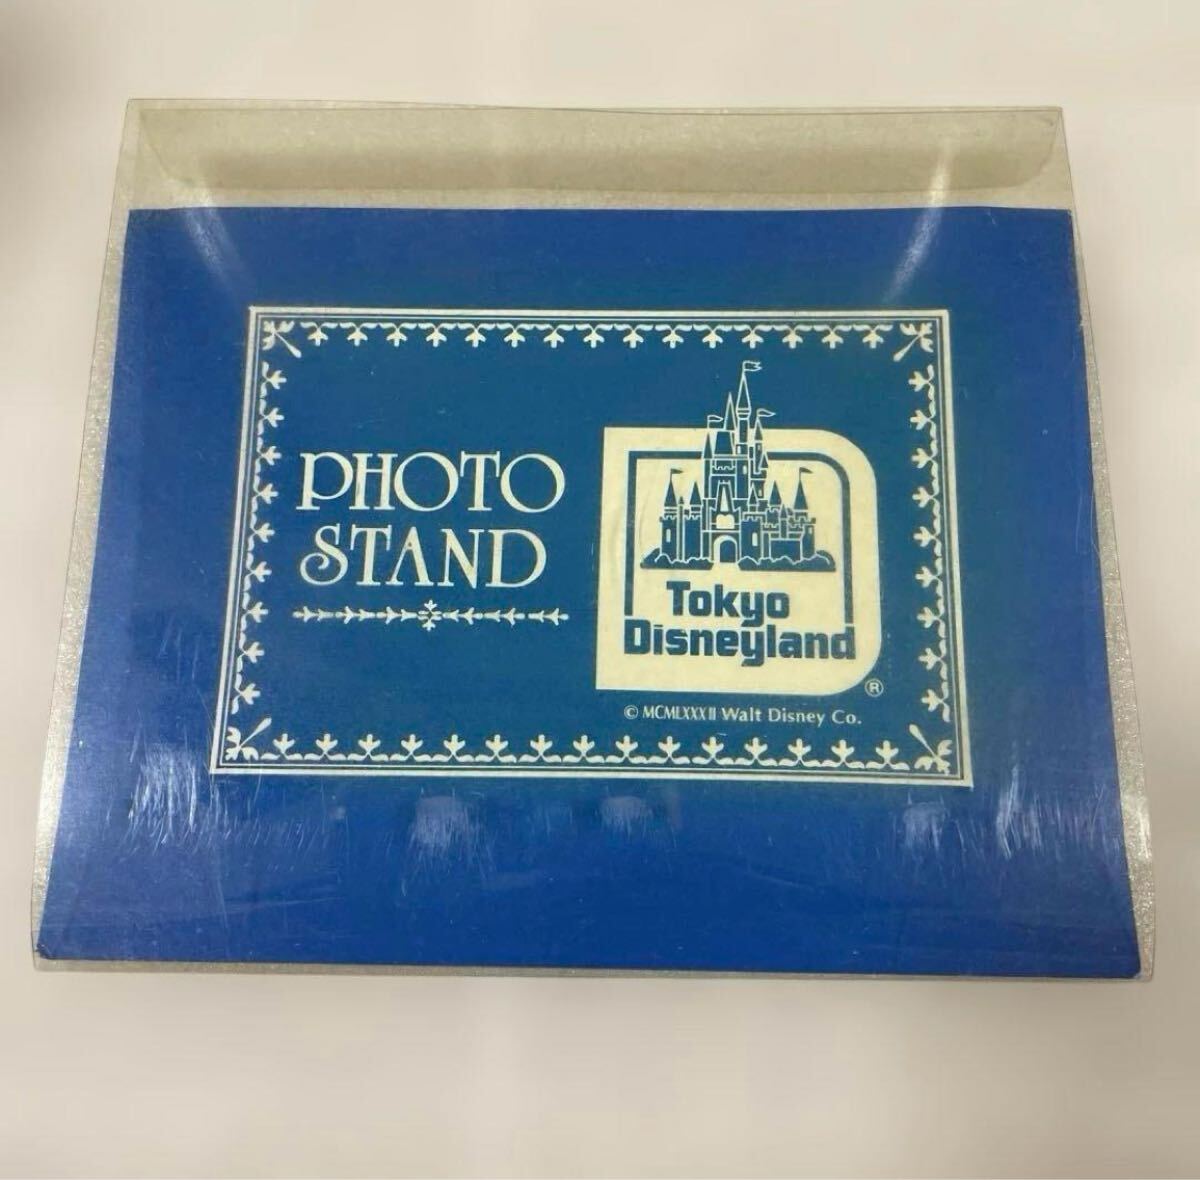 PHOTO
STAND
Tokyo
Disneyland
®
© MCMLXXXII Walt Disney Co.